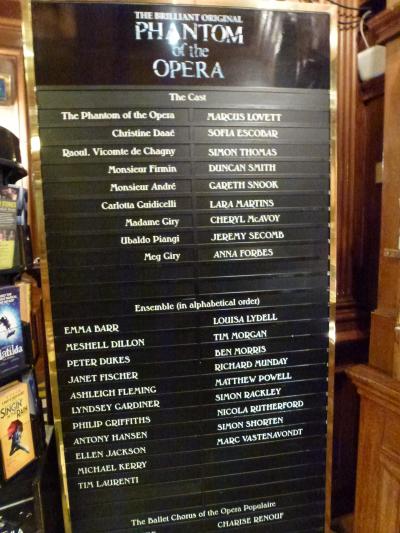 THE BRILLIANT ORIGINAL
PHANTOM
of the
OPERA
The Cast
The Phantom of the Opera MARCUS LOVETT
Christine Daaé SOFIA ESCOBAR
Raoul, Vicomte de Chagny SIMON THOMAS
Monsieur Firmin DUNCAN SMITH
Monsieur André GARETH SNOOK
Carlotta Guidicelli LARA MARTINS
Madame Giry CHERYL McAVOY
Ubaldo Piangi JEREMY SECOMB
Meg Giry ANNA FORBES
Ensemble (in alphabetical order)
EMMA BARR
MESHELL DILLON
PETER DUKES
JANET FISCHER
ASHLEIGH FLEMING
LYNDSEY GARDINER
PHILIP GRIFFITHS
ANTONY HANSEN
ELLEN JACKSON
MICHAEL KERRY
TIM LAURENTI
LOUISA LYDELL
TIM MORGAN
BEN MORRIS
RICHARD MUNDAY
MATTHEW POWELL
SIMON RACKLEY
NICOLA RUTHERFORD
SIMON SHORTEN
MARC VASTENAVONDT
The Ballet Chorus of the Opera Populaire
CHARISE RENOUF
Matilda
SINGIN'
IN THE
RAIN